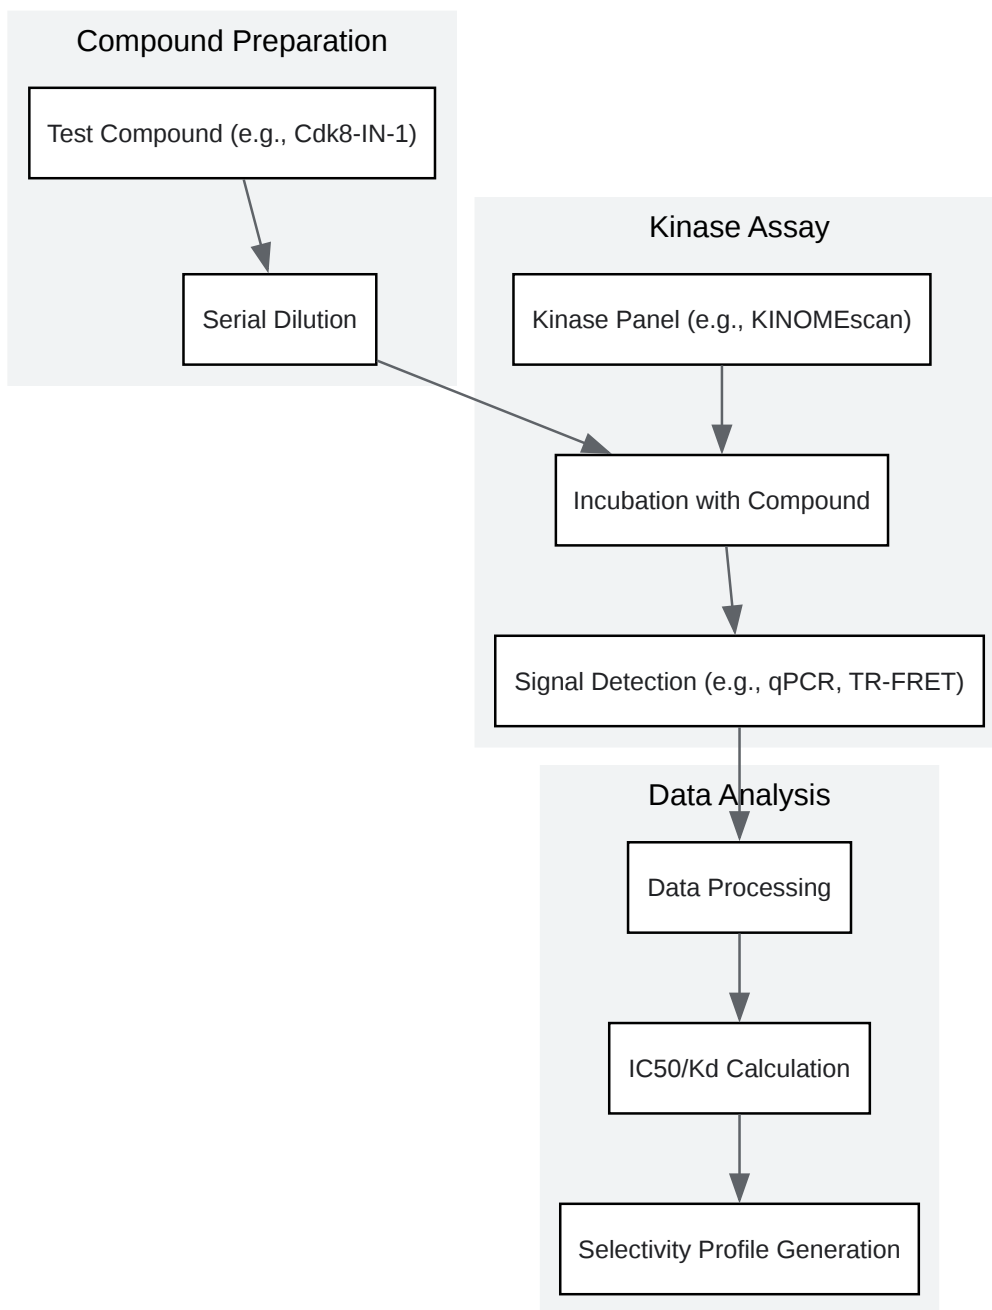 Compound Preparation
Test Compound (e.g., Cdk8-IN-1)
Serial Dilution
Kinase Assay
Kinase Panel (e.g., KINOMEscan)
Incubation with Compound
Signal Detection (e.g., qPCR, TR-FRET)
Data Analysis
Data Processing
IC50/Kd Calculation
Selectivity Profile Generation